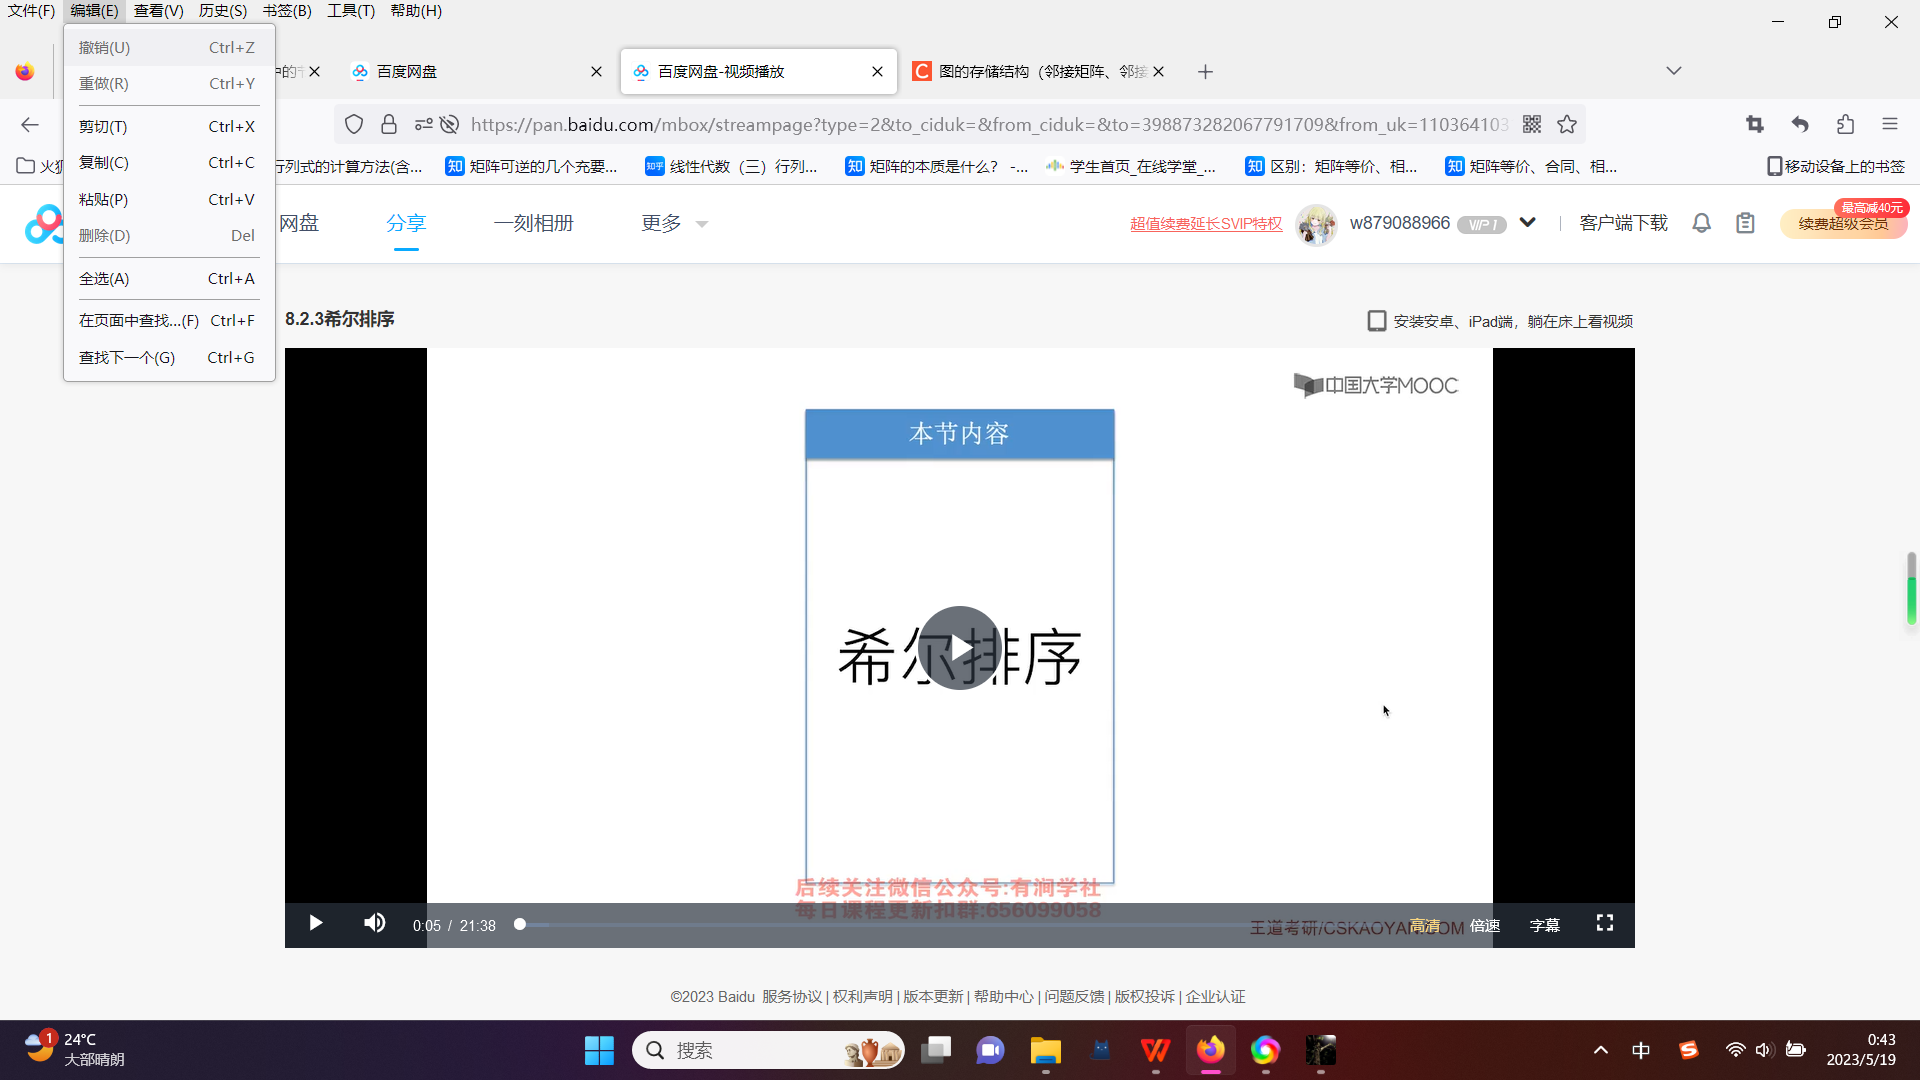 文件(F) 编辑(E) 查看(V) 历史(S) 书签(B) 工具(T) 帮助(H)
撤销(U) Ctrl+Z
重做(R) Ctrl+Y
剪切(T) Ctrl+X
复制(C) Ctrl+C
粘贴(P) Ctrl+V
删除(D) Del
全选(A) Ctrl+A
在页面中查找...(F) Ctrl+F
查找下一个(G) Ctrl+G
百度网盘
百度网盘-视频播放
图的存储结构（邻接矩阵、邻接
https://pan.baidu.com/mbox/streampage?type=2&to_ciduk=&from_ciduk=&to=398873282067791709&from_uk=110364103
行列式的计算方法(含...
知 矩阵可逆的几个充要...
知乎 线性代数（三）行列...
知 矩阵的本质是什么？ -...
学生首页_在线学堂_...
知 区别：矩阵等价、相...
知 矩阵等价、合同、相...
移动设备上的书签
网盘 分享 一刻相册 更多
超值续费延长SVIP特权
w879088966 VIP 1
客户端下载
最高减40元
续费超级会员
8.2.3希尔排序
安装安卓、iPad端，躺在床上看视频
中国大学MOOC
本节内容
希尔排序
后续关注微信公众号:有涧学社
每日课程更新扣群:656099058
王道考研/CSKAOYAN.COM
0:05 / 21:38
高清 倍速 字幕
©2023 Baidu 服务协议 | 权利声明 | 版本更新 | 帮助中心 | 问题反馈 | 版权投诉 | 企业认证
1
24°C
大部晴朗
搜索
中
0:43
2023/5/19